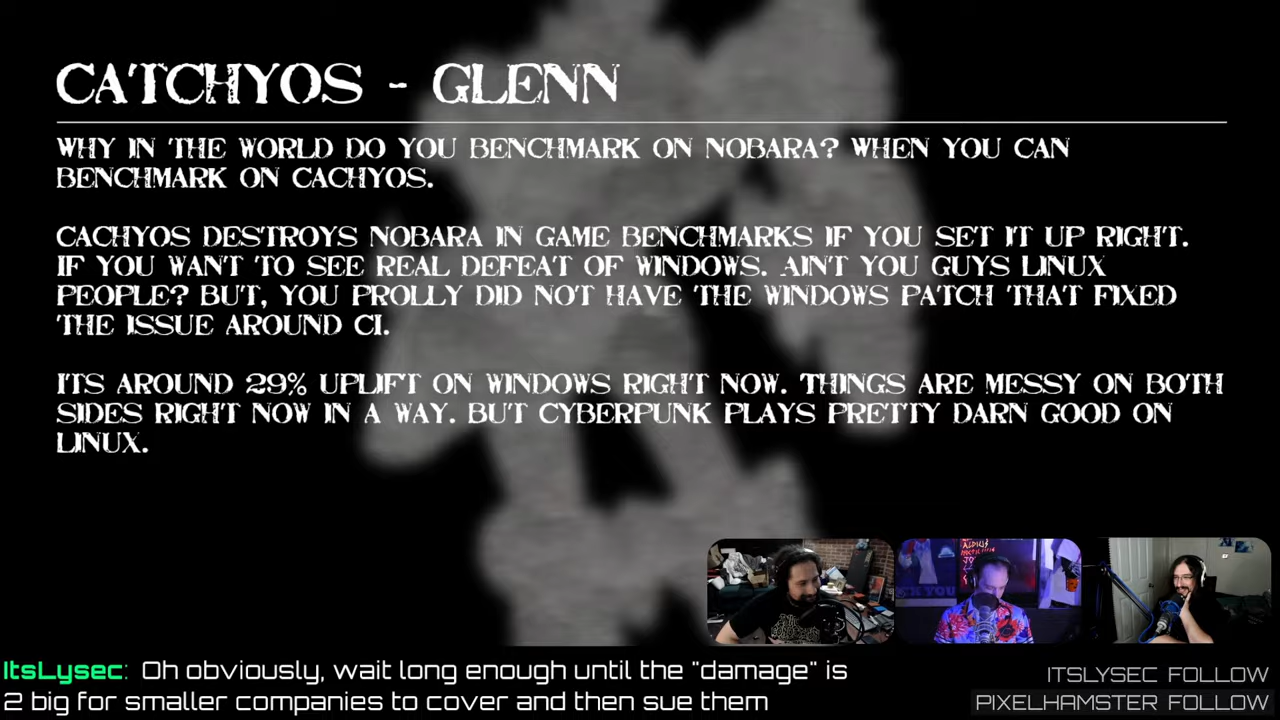 CATCHYOS - GLENN
WHY IN THE WORLD DO YOU BENCHMARK ON NOBARA? WHEN YOU CAN
BENCHMARK ON CACHYOS.
CACHYOS DESTROYS NOBARA IN GAME BENCHMARKS IF YOU SET IT UP RIGHT.
IF YOU WANT TO SEE REAL DEFEAT OF WINDOWS. AIN'T YOU GUYS LINUX
PEOPLE? BUT, YOU PROLLY DID NOT HAVE THE WINDOWS PATCH THAT FIXED
THE ISSUE AROUND CI.
ITS AROUND 29% UPLIFT ON WINDOWS RIGHT NOW. THINGS ARE MESSY ON BOTH
SIDES RIGHT NOW IN A WAY. BUT CYBERPUNK PLAYS PRETTY DARN GOOD ON
LINUX.
ItsLysec: Oh obviously, wait long enough until the "damage" is
2 big for smaller companies to cover and then sue them
ITSLYSEC FOLLOW
PIXELHAMSTER FOLLOW